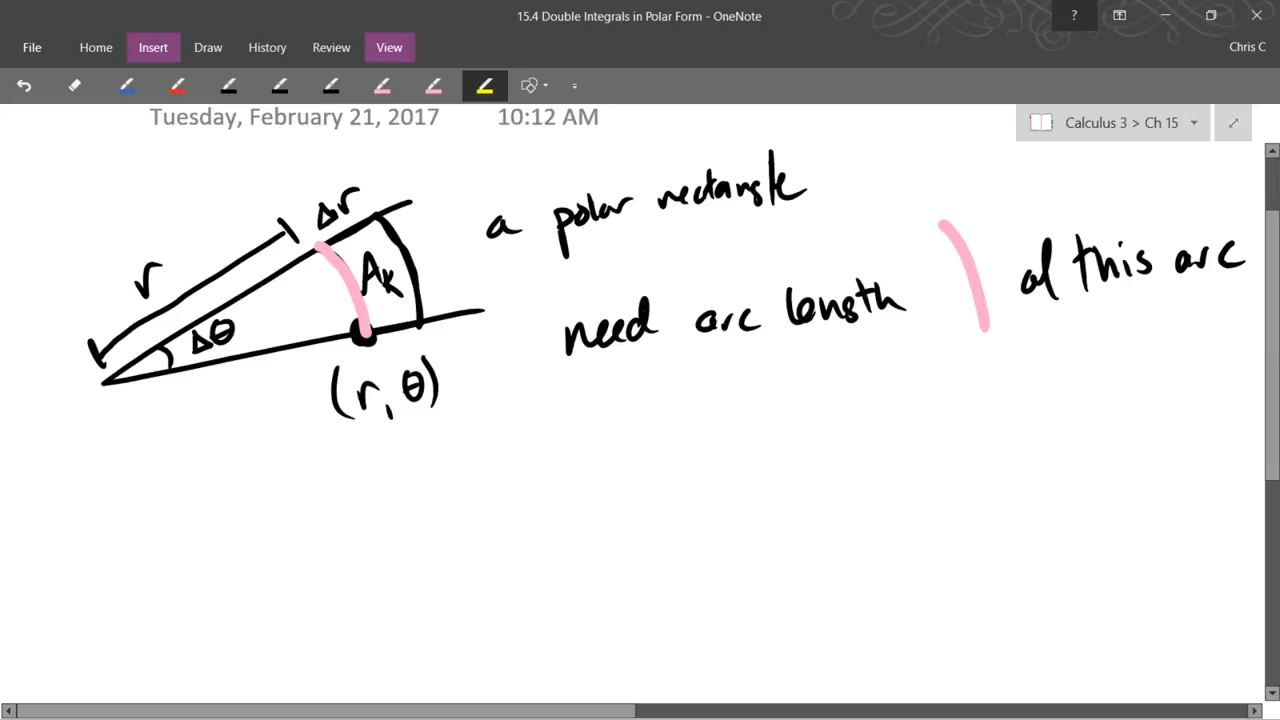 15.4 Double Integrals in Polar Form - OneNote
?
File
Home
Insert
Draw
History
Review
View
Chris C
Tuesday, February 21, 2017 10:12 AM
Calculus 3 > Ch 15
Δr
a polar rectangle
r
Ak
of this arc
Δθ
need arc length
(r, θ)